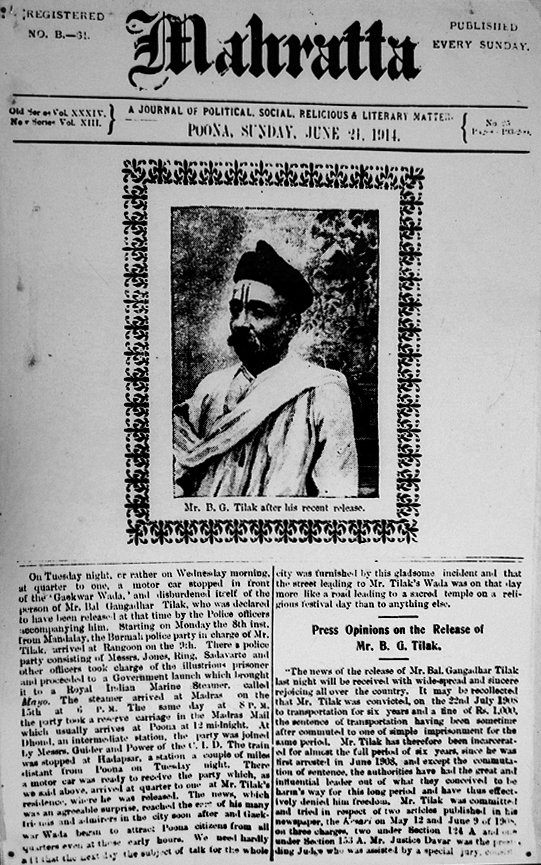 REGISTERED
NO. B.—61.
Mahratta
PUBLISHED
EVERY SUNDAY.
Old Series Vol. XXXIV.
New Series Vol. XIII.
A JOURNAL OF POLITICAL, SOCIAL, RELIGIOUS & LITERARY MATTER.
POONA, SUNDAY, JUNE 21, 1914.
No. 25
Mr. B. G. Tilak after his recent release.
On Tuesday night, or rather on Wednesday morning,
at quarter to one, a motor car stopped in front
of the 'Gaekwar Wada,' and disburdened itself of the
person of Mr. Bal Gangadhar Tilak, who was declared
to have been released at that time by the Police officers
accompanying him. Starting on Monday the 8th inst.
from Mandalay, the Burmah police party in charge of Mr.
Tilak, arrived at Rangoon on the 9th. There a police
party consisting of Messrs. Jones, Ring, Sadavarte and
other officers took charge of the illustrious prisoner
and proceeded to a Government launch which brought
it to a Royal Indian Marine Steamer, called
Mayo. The steamer arrived at Madras on the
15th at 6 P. M. The same day at 8 P. M.
the party took a reserve carriage in the Madras Mail
which usually arrives at Poona at 12 mid-night. At
Dhond, an intermediate station, the party was joined
by Messrs. Guider and Power of the C. I. D. The train
was stopped at Hadapsar, a station a couple of miles
distant from Poona on Tuesday night. There
a motor car was ready to receive the party which, as
we said above, arrived at quarter to one at Mr. Tilak's
residence, where he was released. The news, which
was an agreeable surprise, reached the ears of his many
friends and admirers in the city soon after and Gaek-
war Wada began to attract Poona citizens from all
quarters even at those early hours. We need hardly
add that the next day the subject of talk for the whole
city was furnished by this gladsome incident and that
the street leading to Mr. Tilak's Wada was on that day
more like a road leading to a sacred temple on a reli-
gious festival day than to anything else.
Press Opinions on the Release of
Mr. B. G. Tilak.
"The news of the release of Mr. Bal. Gangadhar Tilak
last night will be received with wide-spread and sincere
rejoicing all over the country. It may be recollected
that Mr. Tilak was convicted, on the 22nd July 1908
to transportation for six years and a fine of Rs. 1,000,
the sentence of transportation having been sometime
after commuted to one of simple imprisonment for the
same period. Mr. Tilak has therefore been incarcerat-
ed for almost the full period of six years, since he was
first arrested in June 1908, and except the commuta-
tion of sentence, the authorities have had the great and
influential leader out of what they conceived to be
harm's way for this long period and have thus effect-
ively denied him freedom. Mr. Tilak was committed
and tried in respect of two articles published in his
newspaper, the Kesari on May 12 and June 9 of 1908,
on three charges, two under Section 124 A and one
under Section 153 A. Mr. Justice Davar was the presi-
ding Judge who was assisted by a special jury